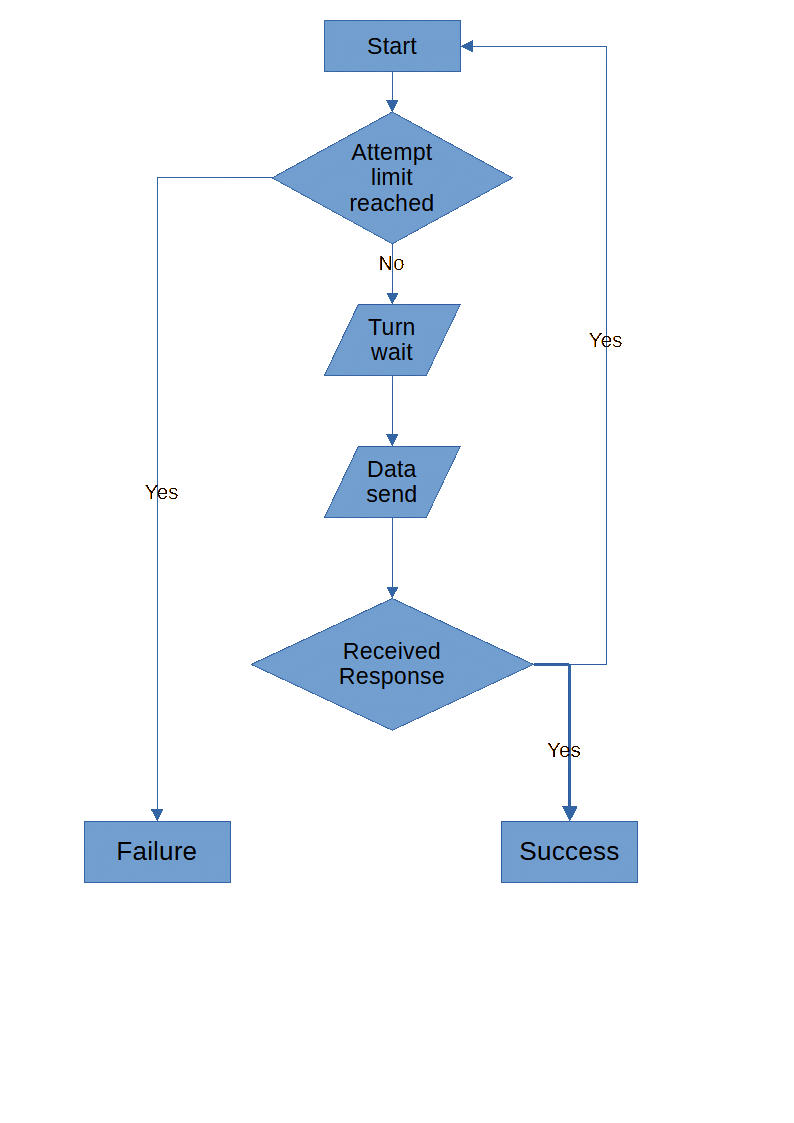 Start
Attempt
limit
reached
No
Turn
wait
Yes
Data
send
Yes
Received
Response
Yes
Failure
Success